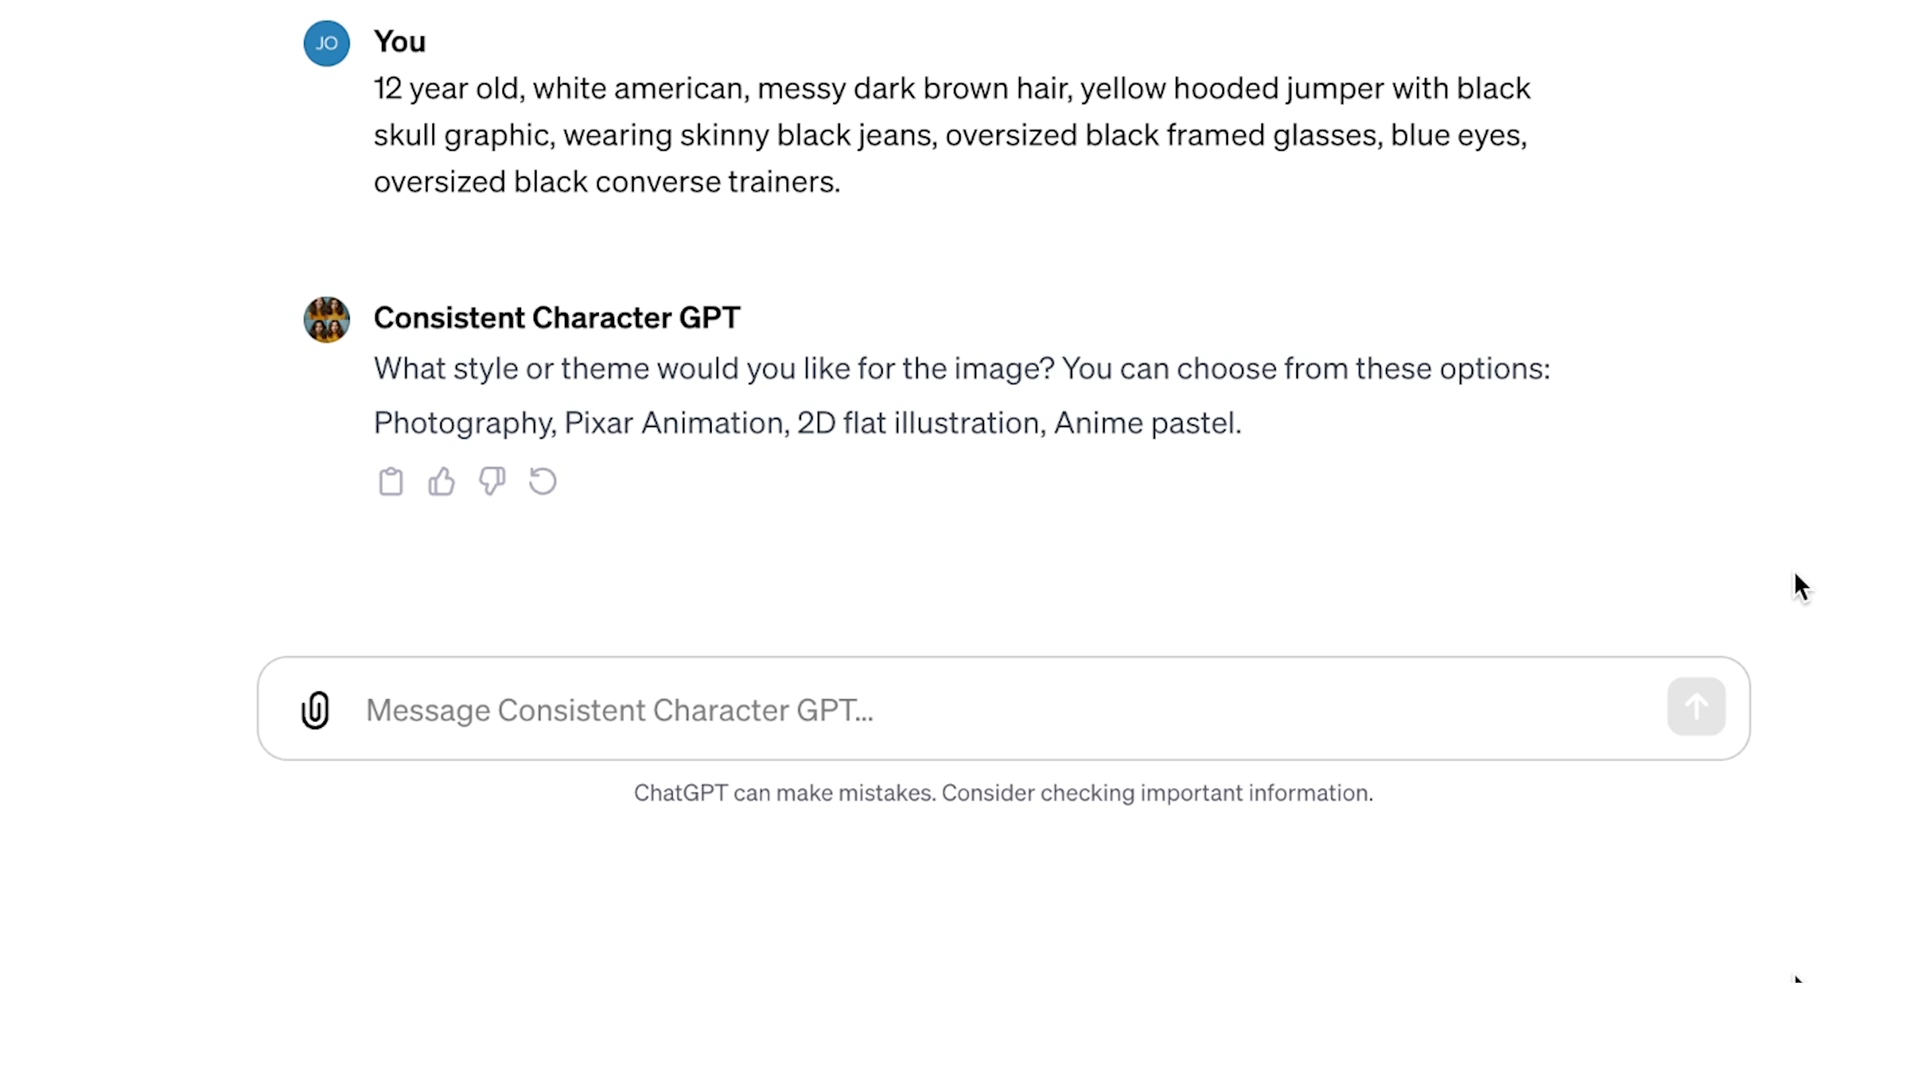 JO
You
12 year old, white american, messy dark brown hair, yellow hooded jumper with black
skull graphic, wearing skinny black jeans, oversized black framed glasses, blue eyes,
oversized black converse trainers.
Consistent Character GPT
What style or theme would you like for the image? You can choose from these options:
Photography, Pixar Animation, 2D flat illustration, Anime pastel.
Message Consistent Character GPT...
ChatGPT can make mistakes. Consider checking important information.